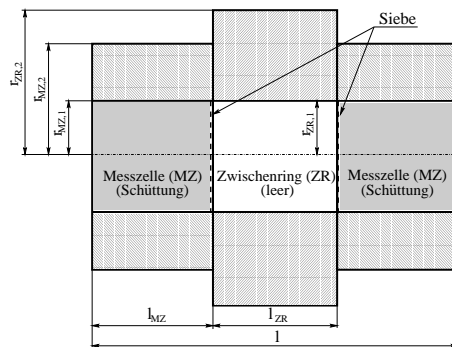 Siebe
r_ZR,2
r_MZ,2
r_MZ,1
r_ZR,1
Messzelle (MZ)
(Schüttung)
Zwischenring (ZR)
(leer)
Messzelle (MZ)
(Schüttung)
l_MZ
l_ZR
l